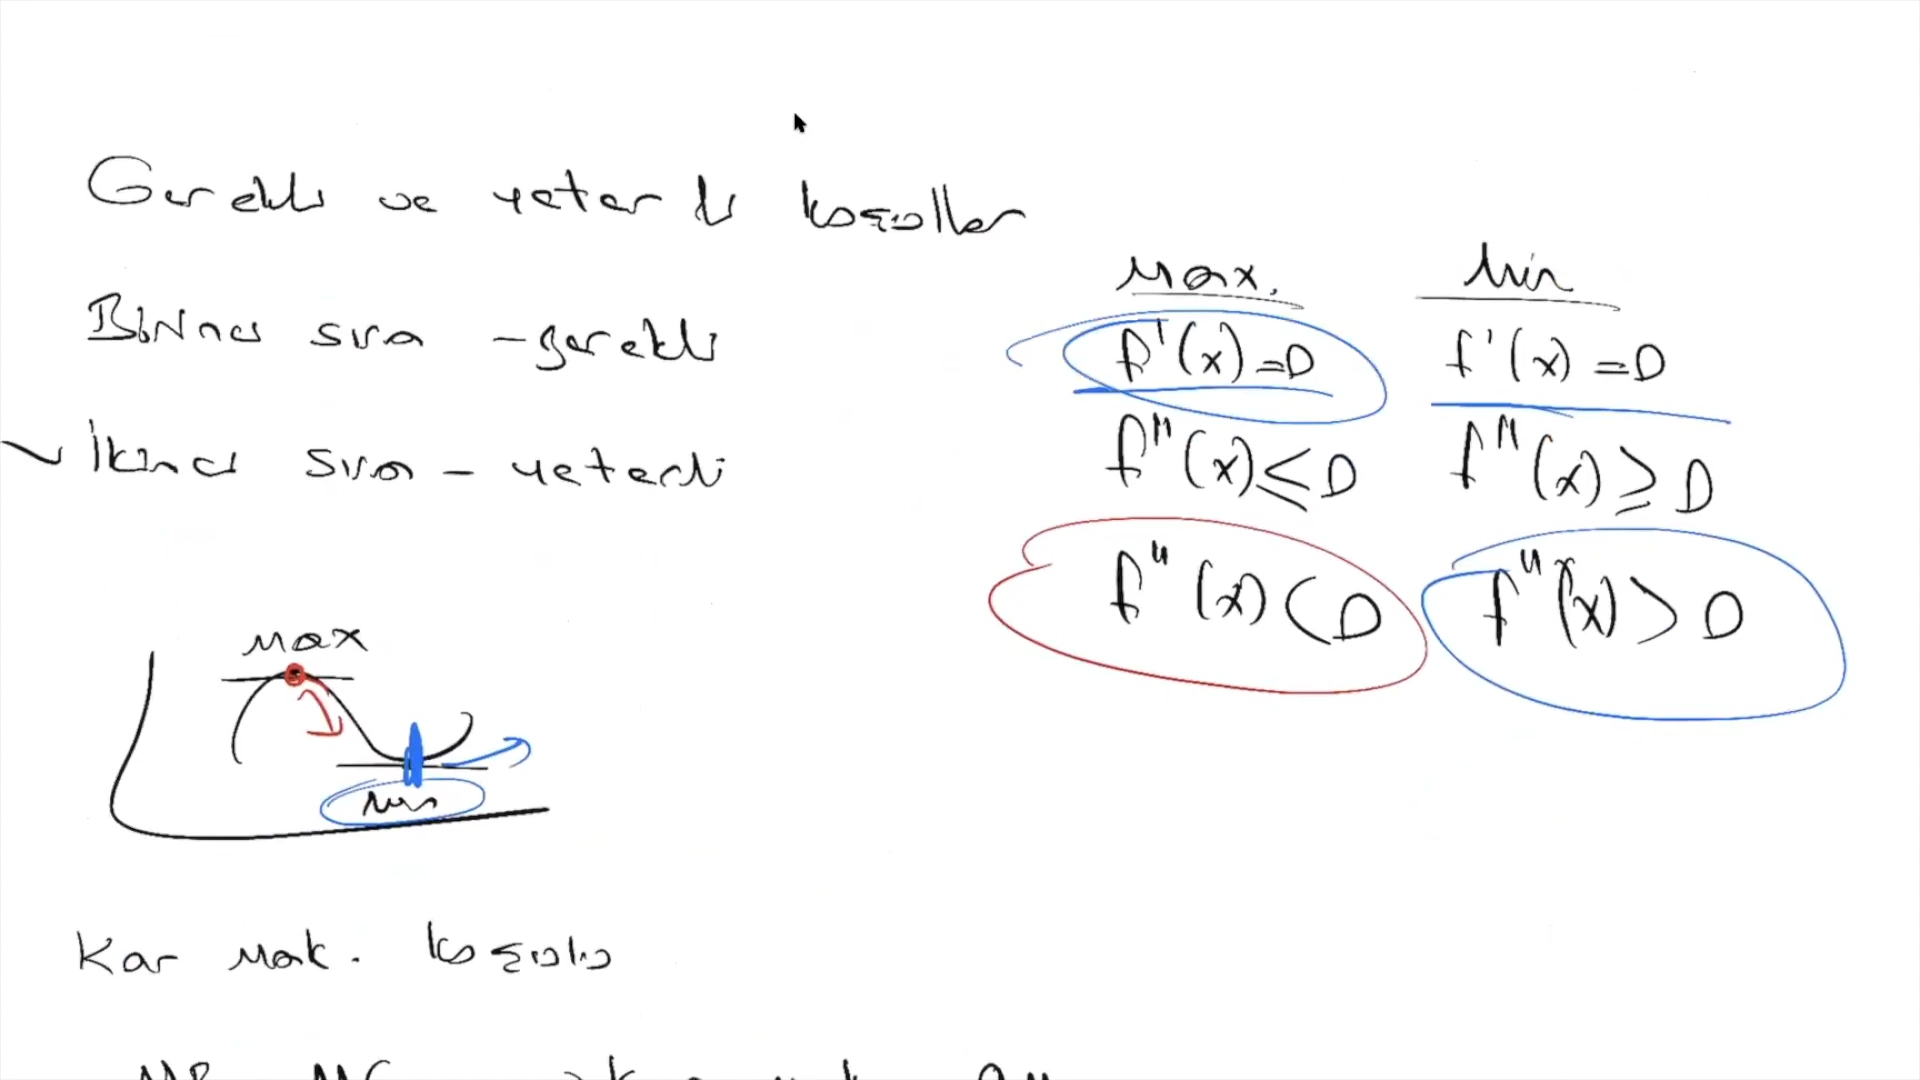 Gerekli ve yeterli koşullar
Birinci sıra - gerekli
İkinci sıra - yeterli
Max. Min
f'(x) = 0 f'(x) = 0
f''(x) ≤ 0 f''(x) ≥ 0
f''(x) < 0 f''(x) > 0
Max
Min
Kar Mak. koşulu